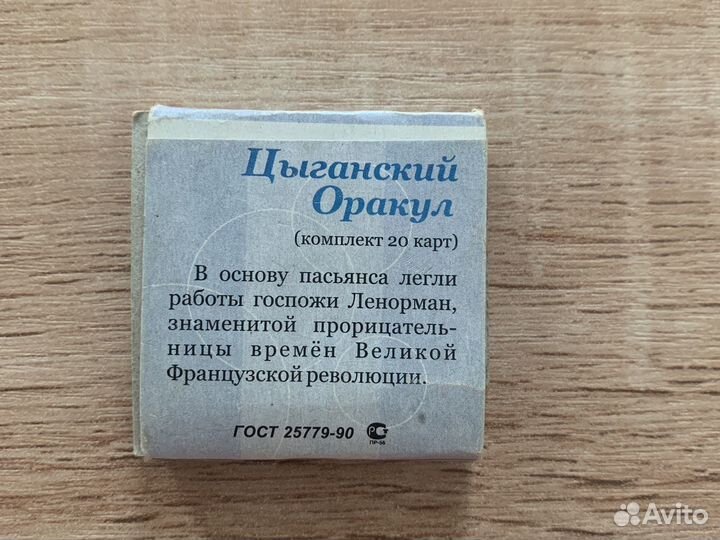 Цыганский
Оракул
(комплект 20 карт)
В основу пасьянса легли
работы госпожи Ленорман,
знаменитой прорицатель-
ницы времён Великой
Французской революции.
ГОСТ 25779-90
Avito